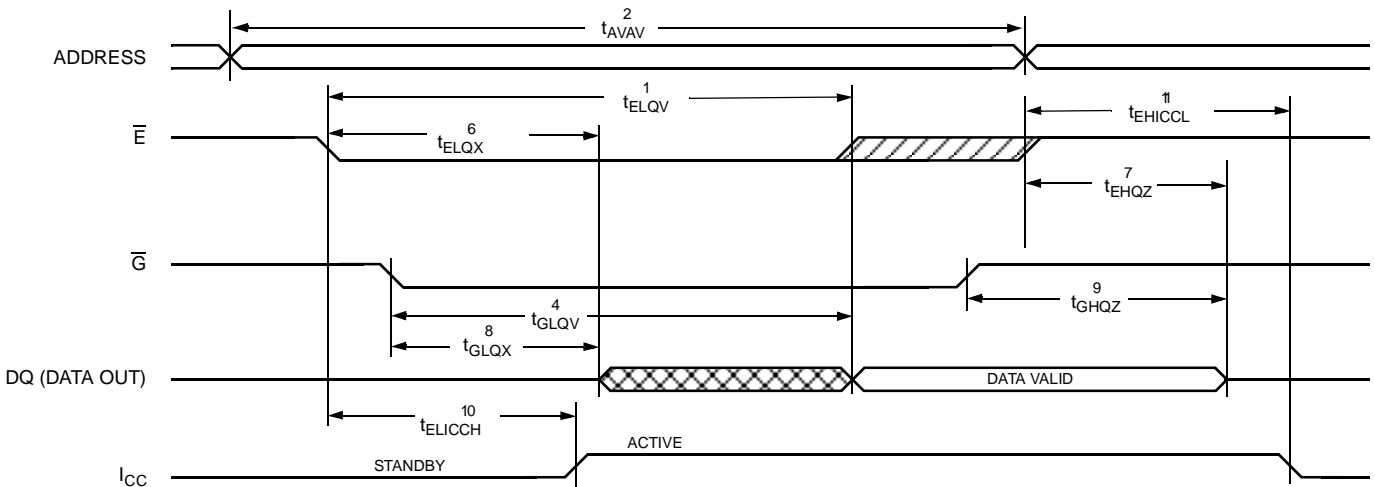 2
tAVAV
ADDRESS
1
tELQV
11
tEHICCL
E
6
tELQX
7
tEHQZ
G
9
tGHQZ
4
tGLQV
8
tGLQX
DQ (DATA OUT)
DATA VALID
10
tELICCH
ACTIVE
STANDBY
ICC